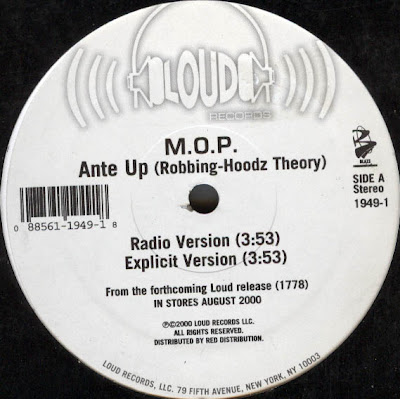 LOUD
RECORDS
M.O.P.
Ante Up (Robbing-Hoodz Theory)
SIDE A
Stereo
1949-1
0 88561-1949-1 8
Radio Version (3:53)
Explicit Version (3:53)
From the forthcoming Loud release (1778)
IN STORES AUGUST 2000
℗©2000 LOUD RECORDS LLC.
ALL RIGHTS RESERVED.
DISTRIBUTED BY RED DISTRIBUTION.
LOUD RECORDS, LLC. 79 FIFTH AVENUE, NEW YORK, NY 10003